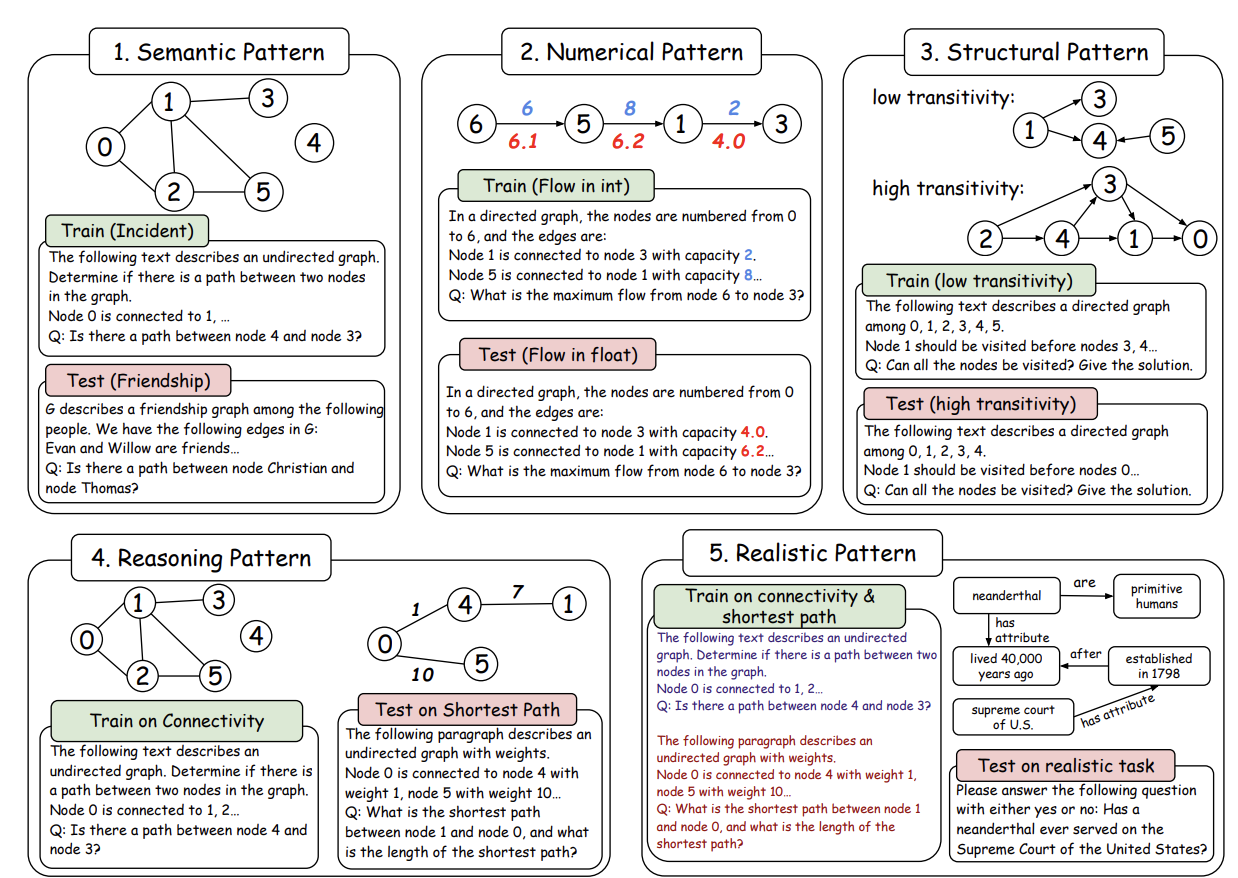 1. Semantic Pattern
1
3
0
4
2
5
Train (Incident)
The following text describes an undirected graph.
Determine if there is a path between two nodes
in the graph.
Node 0 is connected to 1, ...
Q: Is there a path between node 4 and node 3?
Test (Friendship)
G describes a friendship graph among the following
people. We have the following edges in G:
Evan and Willow are friends...
Q: Is there a path between node Christian and
node Thomas?
2. Numerical Pattern
6 8 2
6 5 1 3
6.1 6.2 4.0
Train (Flow in int)
In a directed graph, the nodes are numbered from 0
to 6, and the edges are:
Node 1 is connected to node 3 with capacity 2.
Node 5 is connected to node 1 with capacity 8...
Q: What is the maximum flow from node 6 to node 3?
Test (Flow in float)
In a directed graph, the nodes are numbered from 0
to 6, and the edges are:
Node 1 is connected to node 3 with capacity 4.0.
Node 5 is connected to node 1 with capacity 6.2...
Q: What is the maximum flow from node 6 to node 3?
3. Structural Pattern
low transitivity:
3
1
4
5
high transitivity:
3
2 4 1 0
Train (low transitivity)
The following text describes a directed graph
among 0, 1, 2, 3, 4, 5.
Node 1 should be visited before nodes 3, 4...
Q: Can all the nodes be visited? Give the solution.
Test (high transitivity)
The following text describes a directed graph
among 0, 1, 2, 3, 4.
Node 1 should be visited before nodes 0...
Q: Can all the nodes be visited? Give the solution.
4. Reasoning Pattern
1
3
0
4
2
5
Train on Connectivity
The following text describes an
undirected graph. Determine if there is
a path between two nodes in the graph.
Node 0 is connected to 1, 2...
Q: Is there a path between node 4 and
node 3?
1
4
7
1
0
5
10
Test on Shortest Path
The following paragraph describes an
undirected graph with weights.
Node 0 is connected to node 4 with
weight 1, node 5 with weight 10...
Q: What is the shortest path
between node 1 and node 0, and what
is the length of the shortest path?
5. Realistic Pattern
Train on connectivity &
shortest path
The following text describes an undirected
graph. Determine if there is a path between two
nodes in the graph.
Node 0 is connected to 1, 2...
Q: Is there a path between node 4 and node 3?
The following paragraph describes an
undirected graph with weights.
Node 0 is connected to node 4 with weight 1,
node 5 with weight 10...
Q: What is the shortest path between node 1
and node 0, and what is the length of the
shortest path?
neanderthal
are
primitive
humans
has
attribute
lived 40,000
years ago
after
established
in 1798
supreme court
of U.S.
has attribute
Test on realistic task
Please answer the following question
with either yes or no: Has a
neanderthal ever served on the
Supreme Court of the United States?